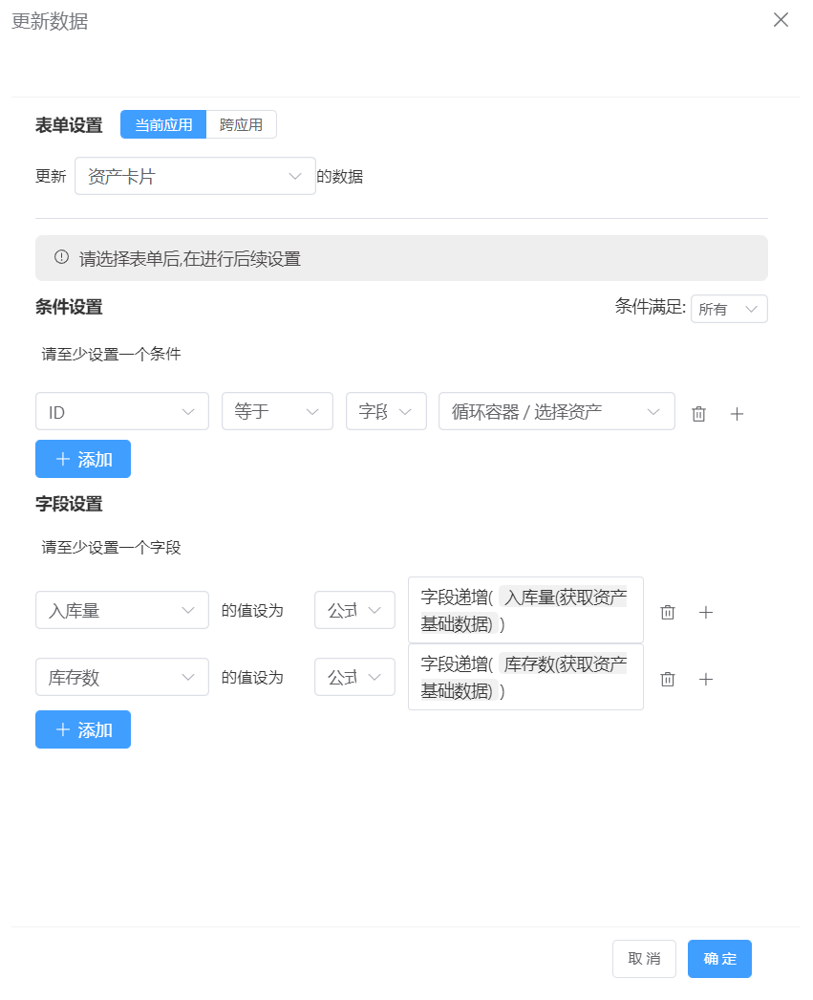 更新数据
表单设置 当前应用 跨应用
更新 资产卡片 的数据
请选择表单后,在进行后续设置
条件设置 条件满足: 所有
请至少设置一个条件
ID 等于 字段 循环容器 / 选择资产
添加
字段设置
请至少设置一个字段
入库量 的值设为 公式 字段递增( 入库量(获取资产
基础数据) )
库存数 的值设为 公式 字段递增( 库存数(获取资产
基础数据) )
添加
取消 确定